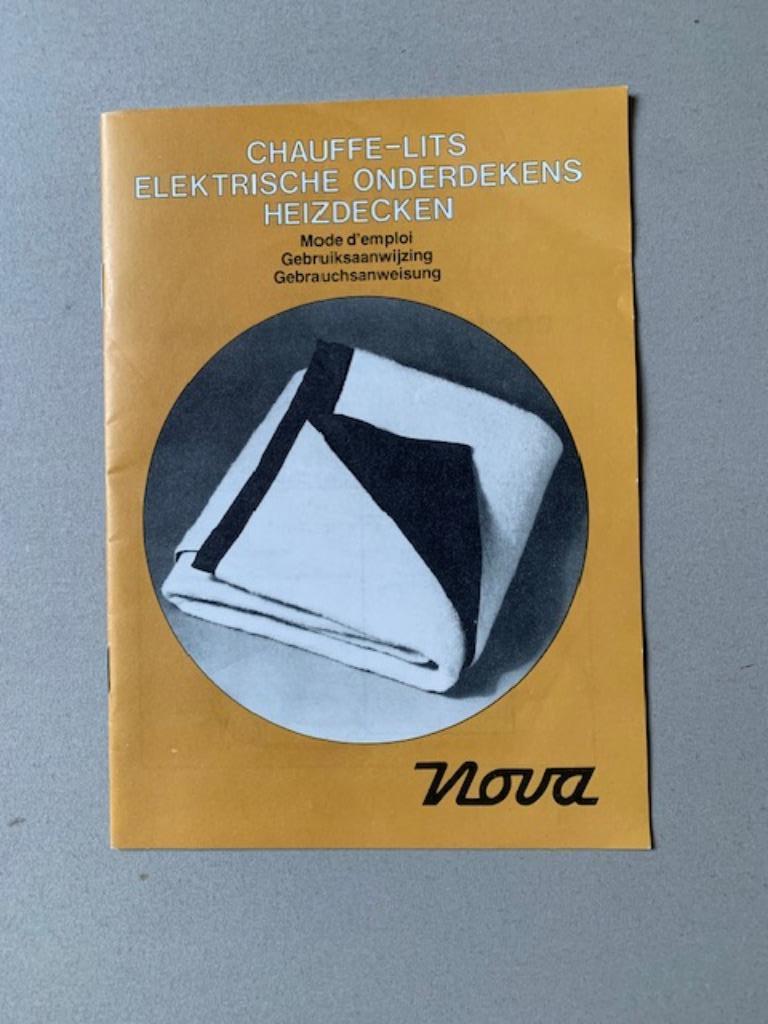 CHAUFFE-LITS
ELEKTRISCHE ONDERDEKENS
HEIZDECKEN
Mode d'emploi
Gebruiksaanwijzing
Gebrauchsanweisung
Nova